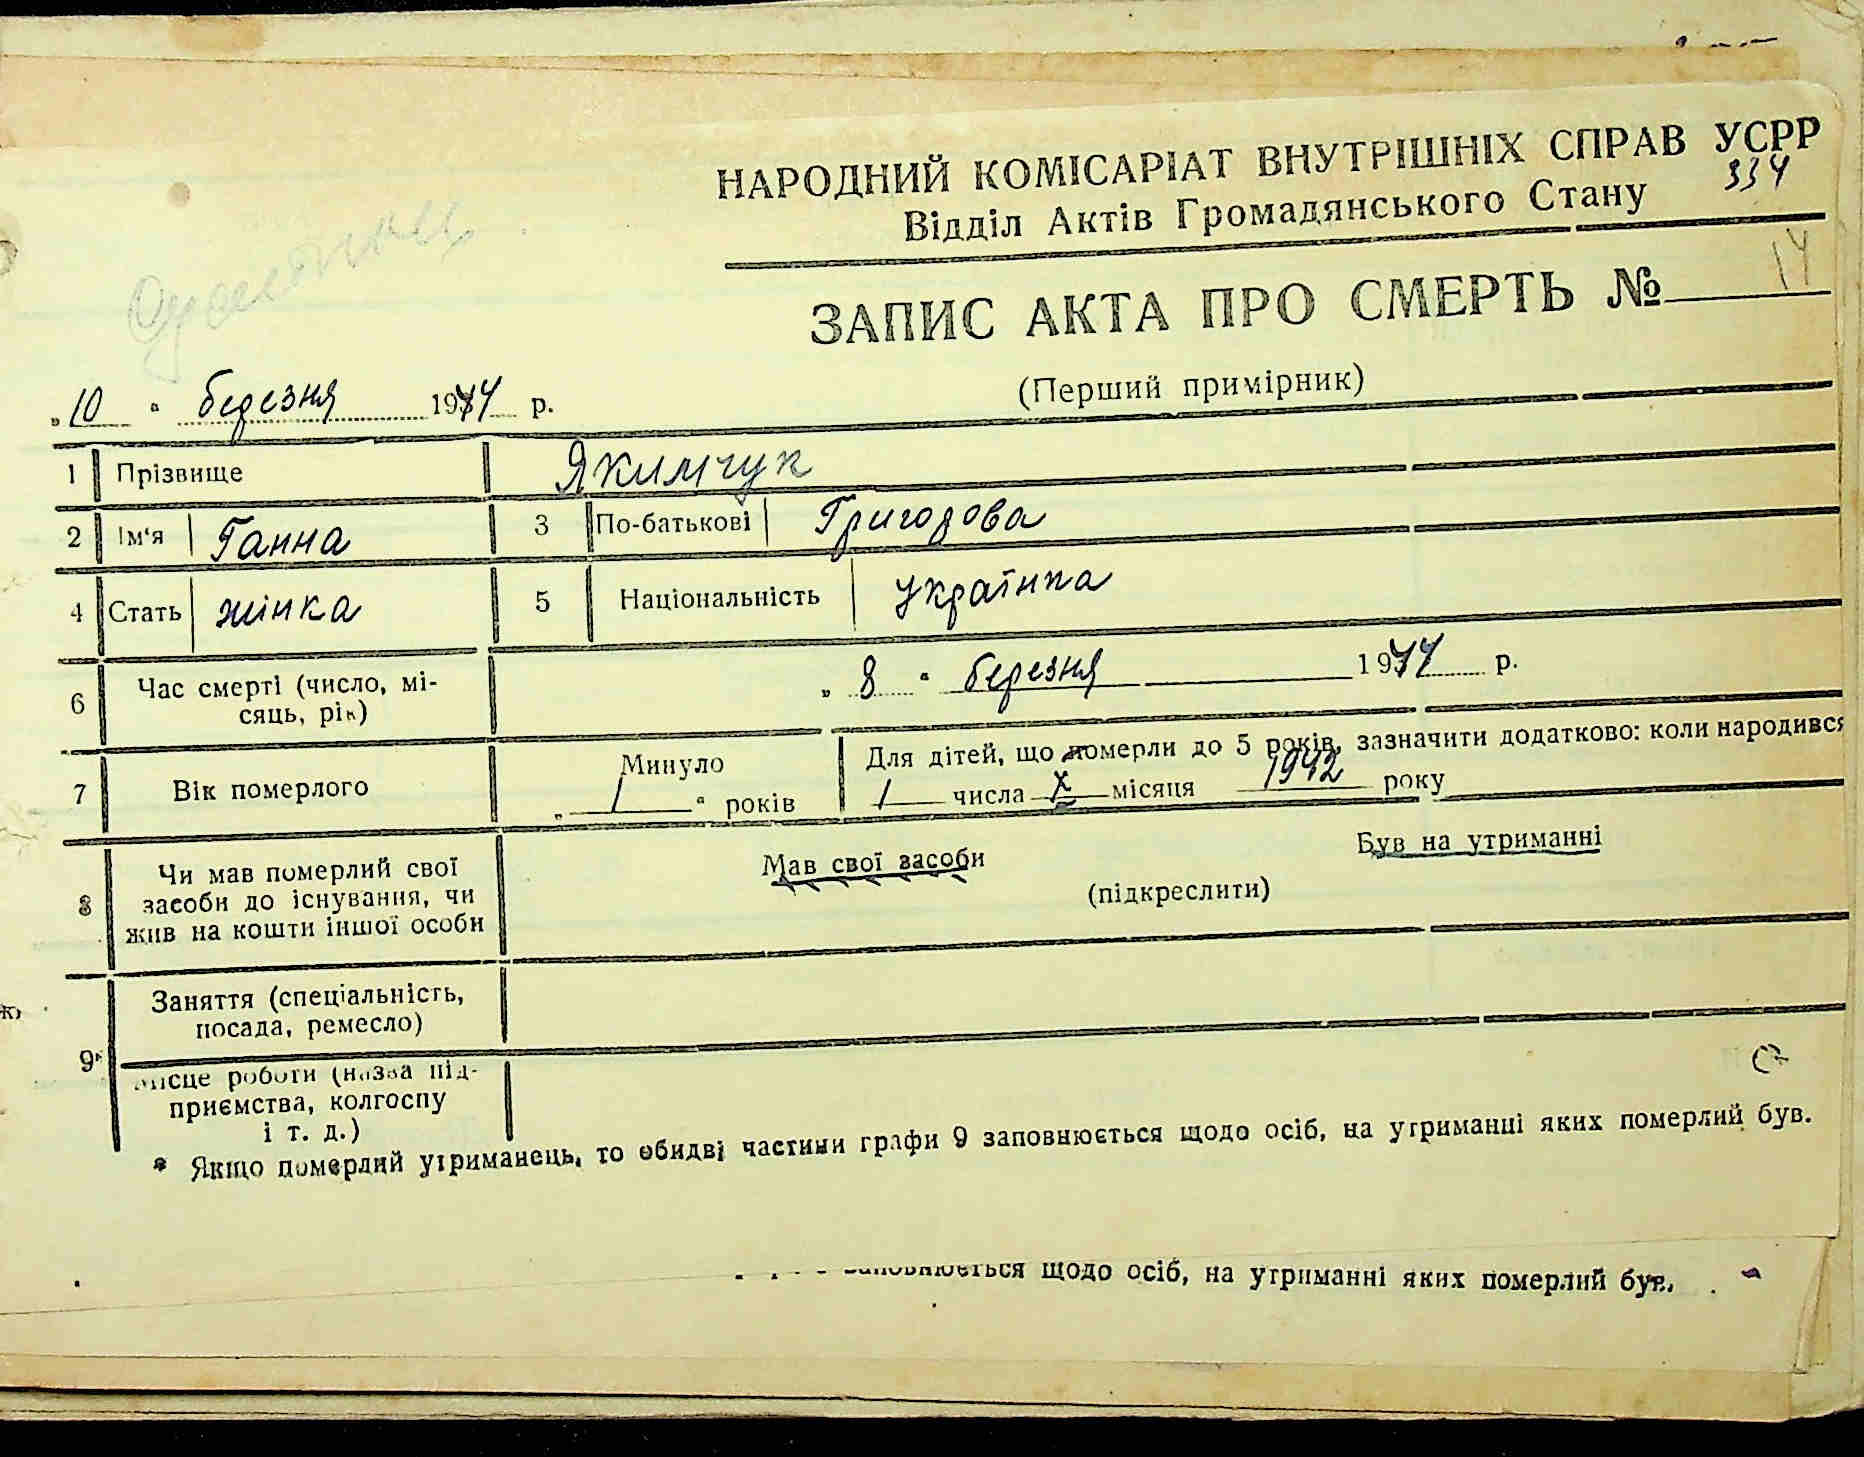 НАРОДНИЙ КОМІСАРІАТ ВНУТРІШНІХ СПРАВ УСРР
334
Відділ Актів Громадянського Стану
ЗАПИС АКТА ПРО СМЕРТЬ № 14
(Перший примірник)
„10“ березня 1944 р.
1 Прізвище Якимчук
2 Ім'я Ганна 3 По-батькові Григорова
4 Стать жінка 5 Національність українка
6 Час смерті (число, мі-
сяць, рік) „8“ березня 1944 р.
7 Вік померлого Минуло
„1“ років
Для дітей, що померли до 5 років, зазначити додатково: коли народився
1 числа X місяця 1942 року
8 Чи мав померлий свої
засоби до існування, чи
жив на кошти іншої особи
Мав свої засоби Був на утриманні
(підкреслити)
9* Заняття (спеціальність,
посада, ремесло)
Місце роботи (назва під-
приємства, колгоспу
і т. д.)
* Якщо померлий утриманець, то обидві частини графи 9 заповнюється щодо осіб, на утриманні яких померлий був.
заповнюється щодо осіб, на утриманні яких померлий був.